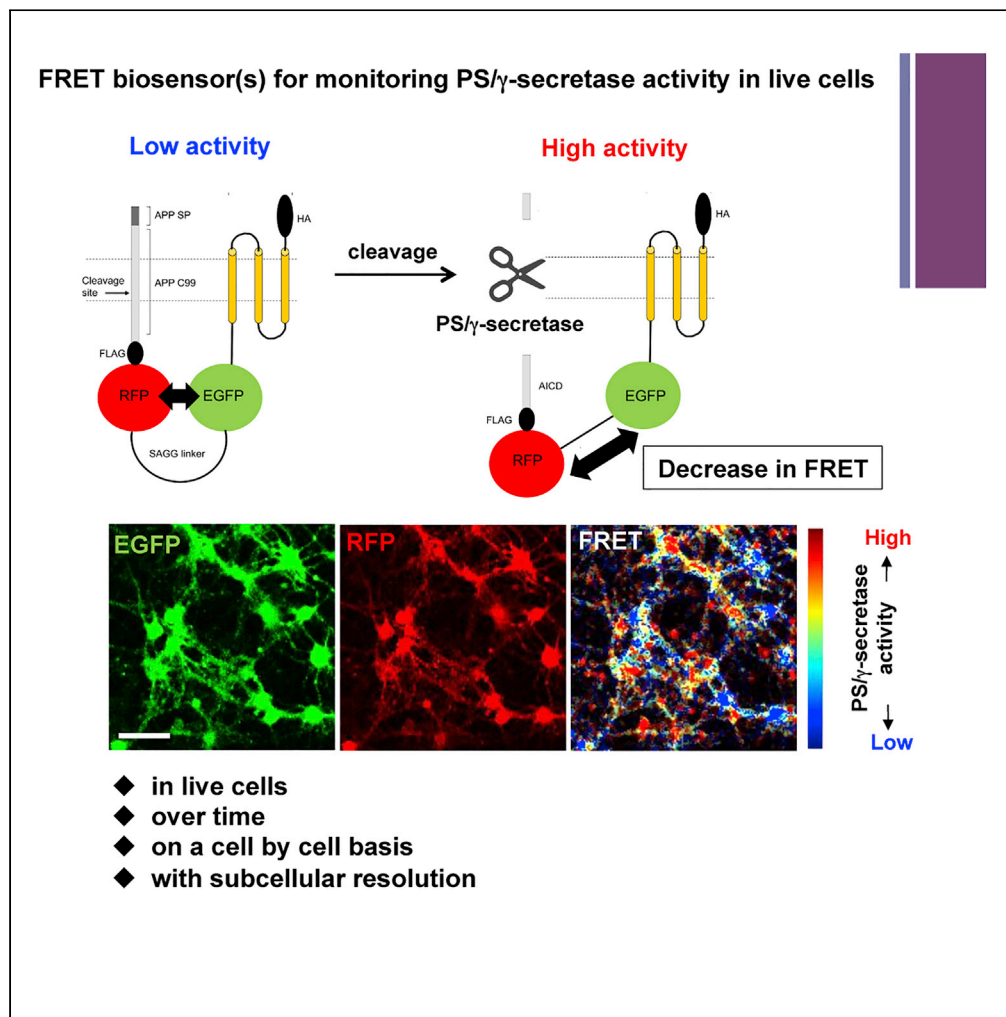 FRET biosensor(s) for monitoring PS/γ-secretase activity in live cells
Low activity
High activity
APP SP
HA
Cleavage
site
APP C99
FLAG
RFP
EGFP
SAGG linker
cleavage
PS/γ-secretase
HA
AICD
FLAG
EGFP
RFP
Decrease in FRET
EGFP
RFP
FRET
High
PS/γ-secretase
activity
Low
in live cells
over time
on a cell by cell basis
with subcellular resolution